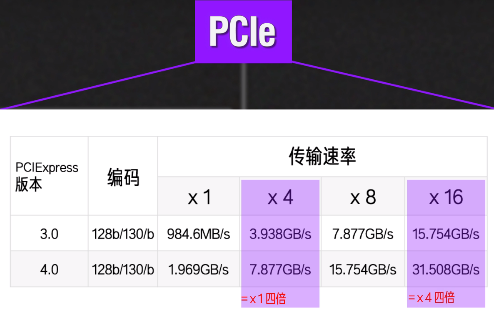 PCIe
PCIExpress
版本
编码
传输速率
x 1
x 4
x 8
x 16
3.0
128b/130/b
984.6MB/s
3.938GB/s
7.877GB/s
15.754GB/s
4.0
128b/130/b
1.969GB/s
7.877GB/s
15.754GB/s
31.508GB/s
=x1四倍
=x4四倍